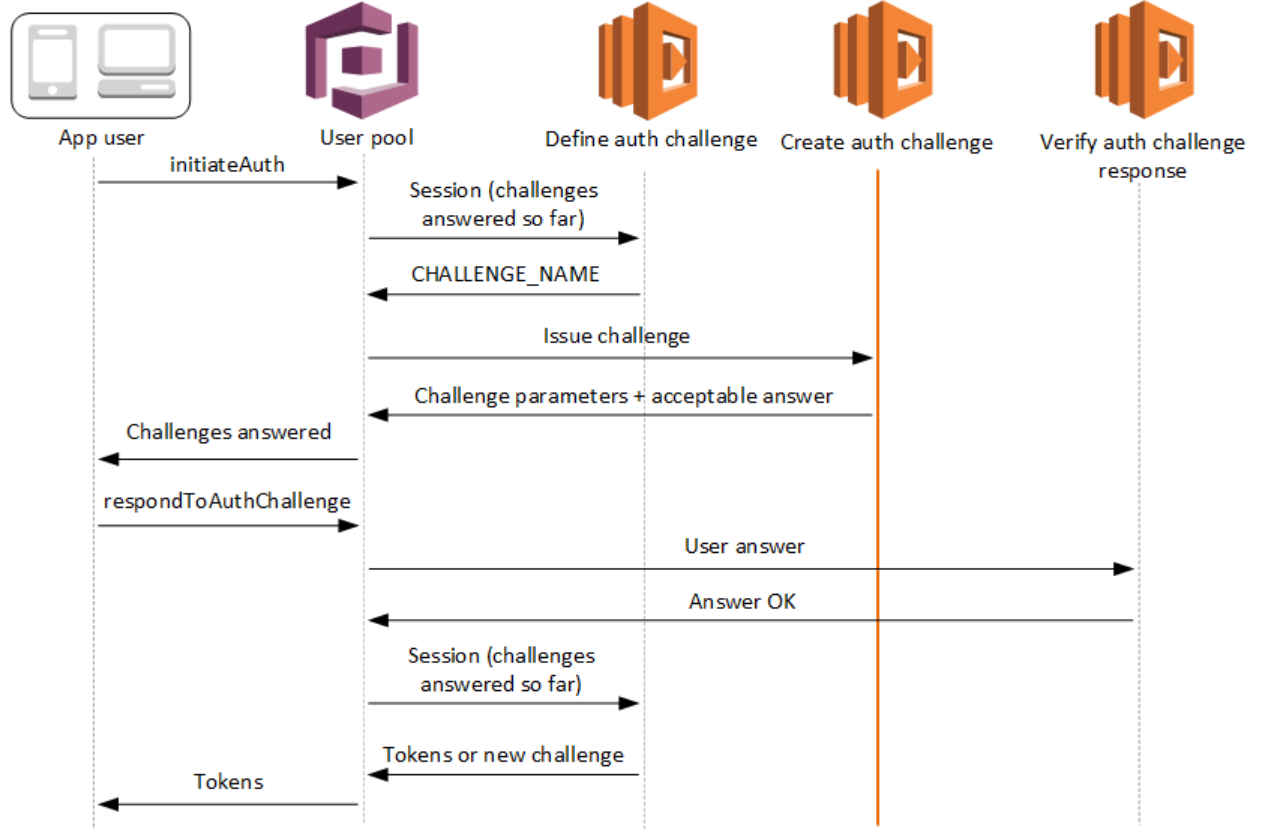 App user
User pool
Define auth challenge
Create auth challenge
Verify auth challenge
response
initiateAuth
Session (challenges
answered so far)
CHALLENGE_NAME
Issue challenge
Challenge parameters + acceptable answer
Challenges answered
respondToAuthChallenge
User answer
Answer OK
Session (challenges
answered so far)
Tokens or new challenge
Tokens